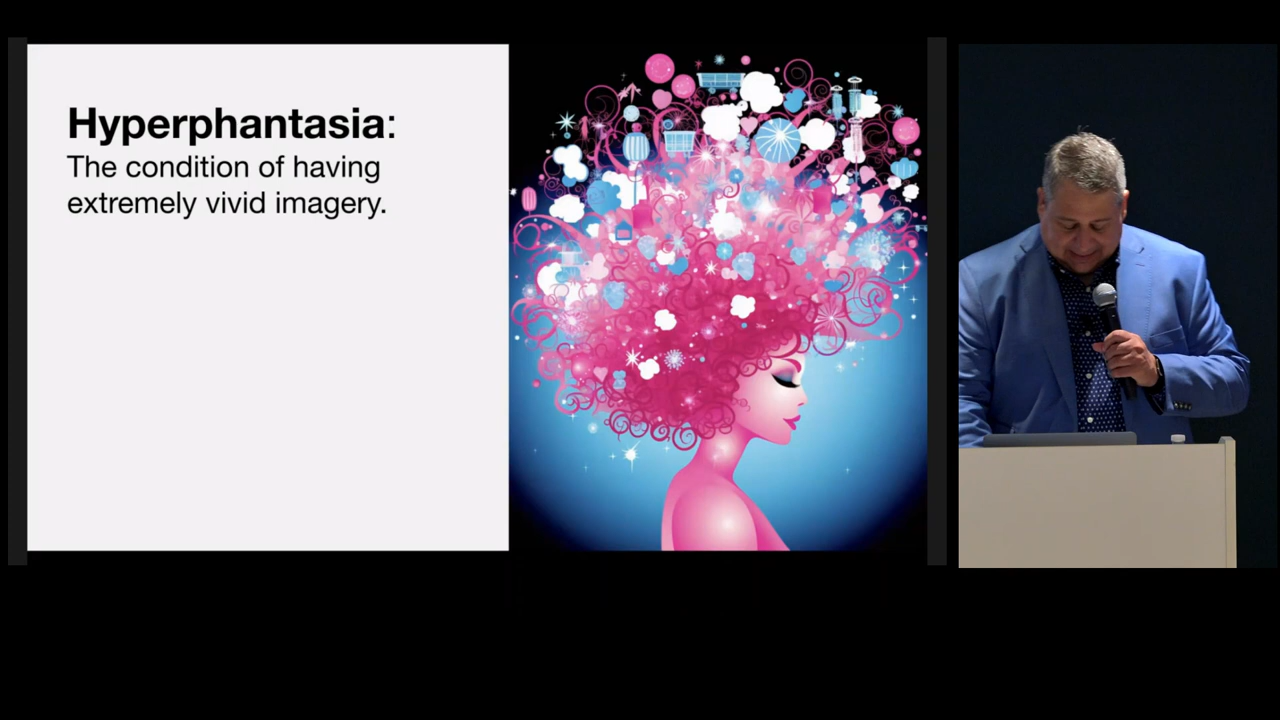 Hyperphantasia:
The condition of having
extremely vivid imagery.